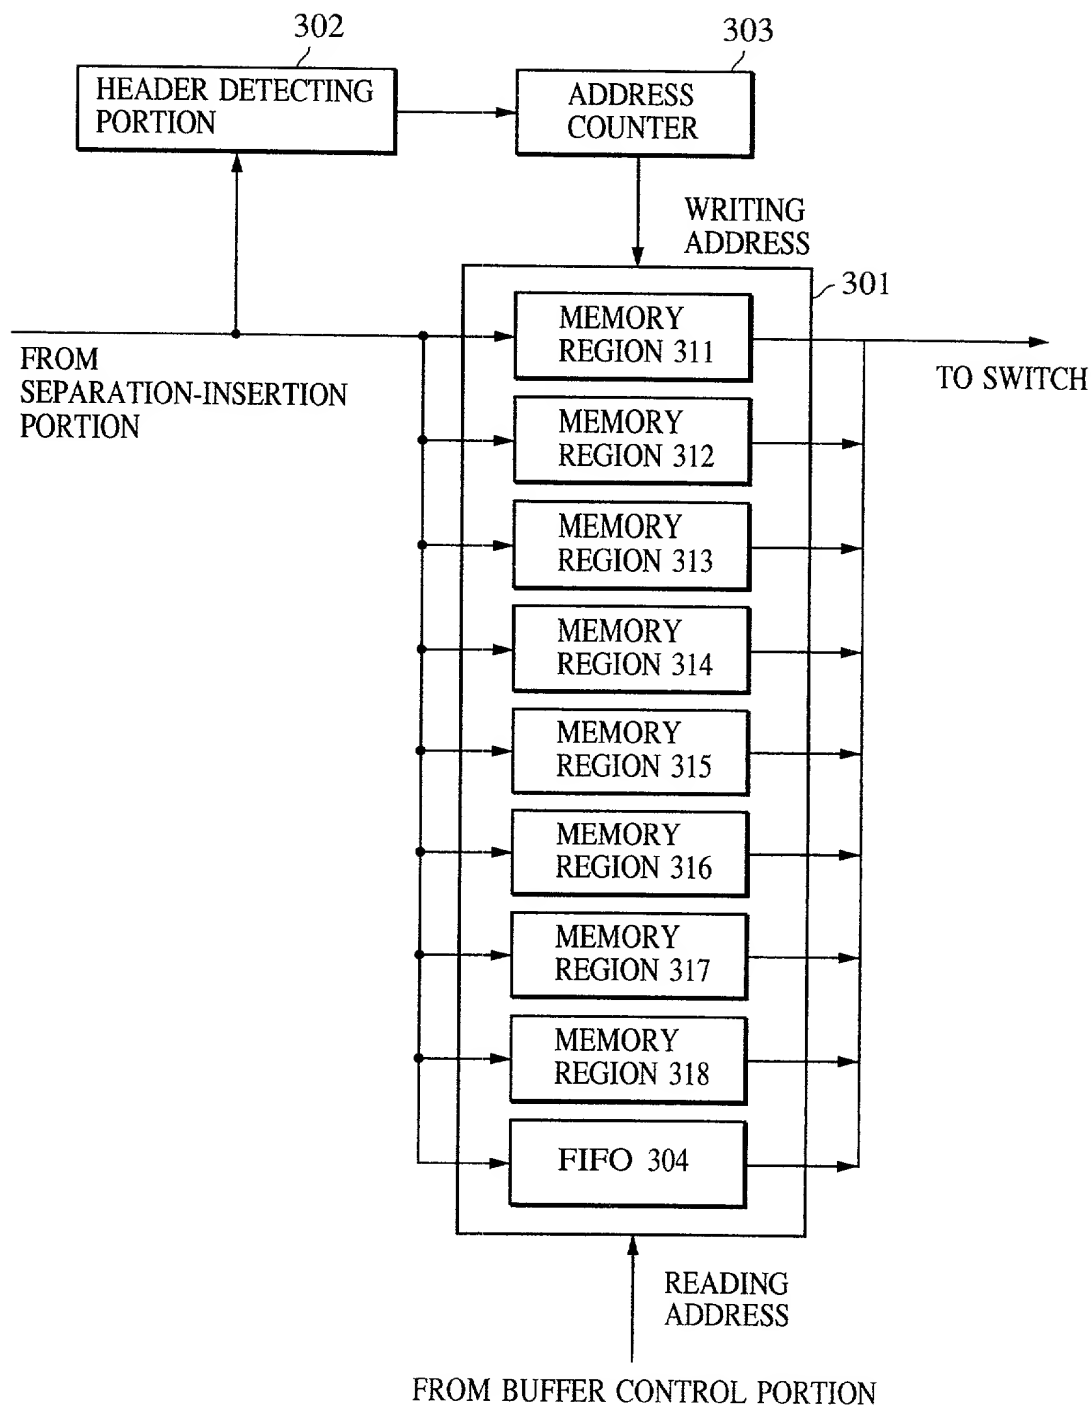 302
303
HEADER DETECTING
PORTION
ADDRESS
COUNTER
WRITING
ADDRESS
301
FROM
SEPARATION-INSERTION
PORTION
TO SWITCH
MEMORY
REGION 311
MEMORY
REGION 312
MEMORY
REGION 313
MEMORY
REGION 314
MEMORY
REGION 315
MEMORY
REGION 316
MEMORY
REGION 317
MEMORY
REGION 318
FIFO 304
READING
ADDRESS
FROM BUFFER CONTROL PORTION